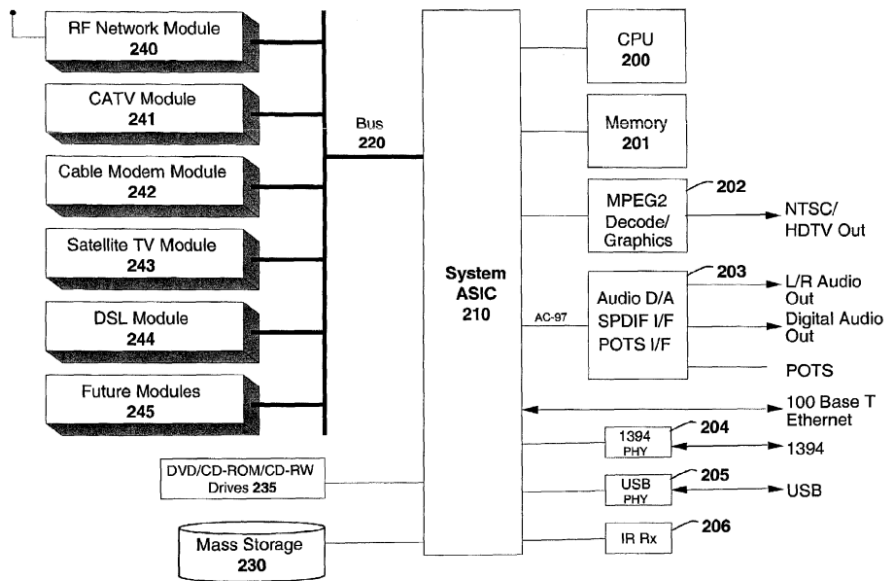 RF Network Module
240
CATV Module
241
Cable Modem Module
242
Satellite TV Module
243
DSL Module
244
Future Modules
245
DVD/CD-ROM/CD-RW
Drives 235
Mass Storage
230
Bus
220
System
ASIC
210
CPU
200
Memory
201
202
MPEG2
Decode/
Graphics
NTSC/
HDTV Out
203
AC-97
Audio D/A
SPDIF I/F
POTS I/F
L/R Audio
Out
Digital Audio
Out
POTS
100 Base T
Ethernet
204
1394
PHY
1394
205
USB
PHY
USB
206
IR Rx